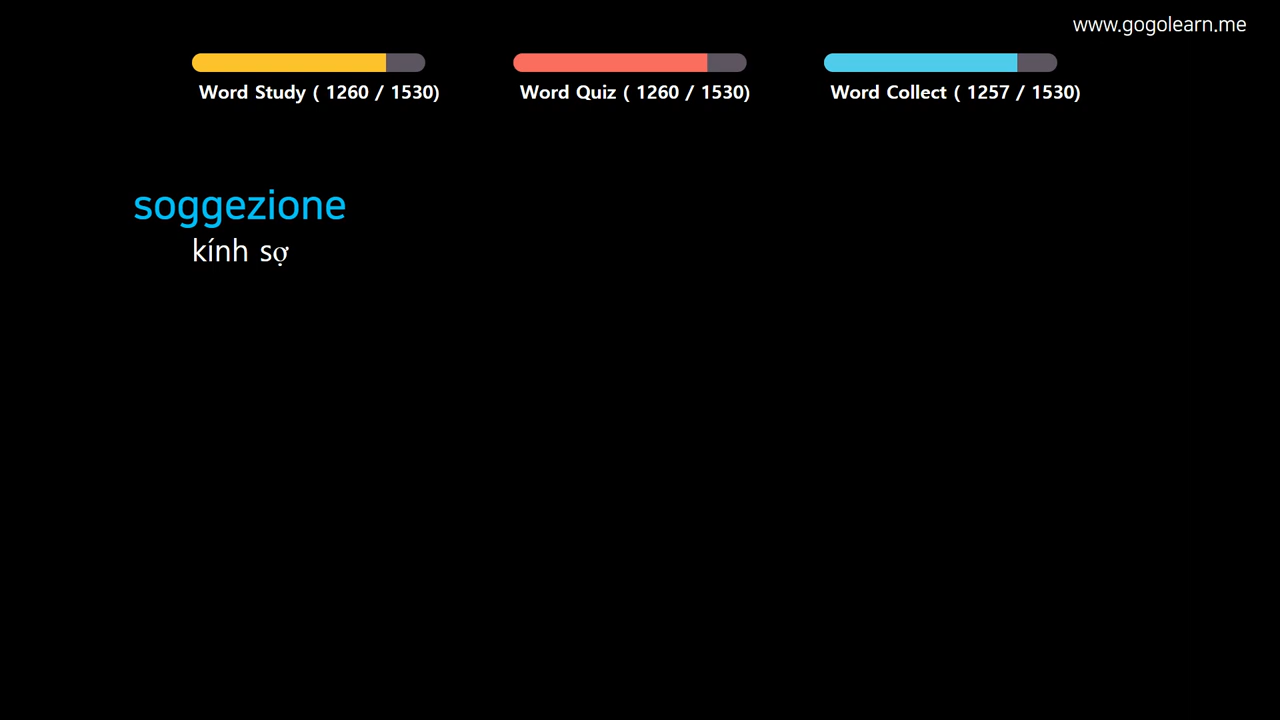 www.gogolearn.me
Word Study ( 1260 / 1530)
Word Quiz ( 1260 / 1530)
Word Collect ( 1257 / 1530)
soggezione
kính sợ